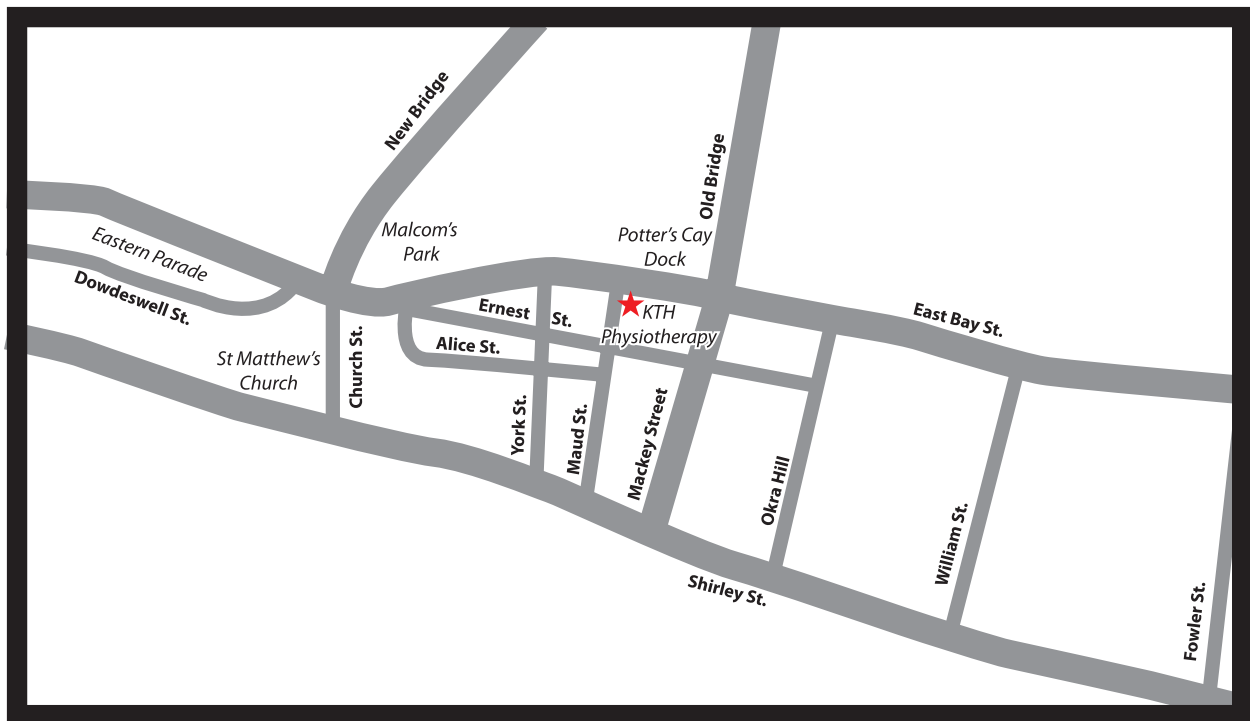 New Bridge
Old Bridge
Malcom's
Park
Potter's Cay
Dock
Eastern Parade
Dowdeswell St.
Ernest St.
KTH
Physiotherapy
East Bay St.
Alice St.
St Matthew's
Church
Church St.
York St.
Maud St.
Mackey Street
Okra Hill
William St.
Fowler St.
Shirley St.